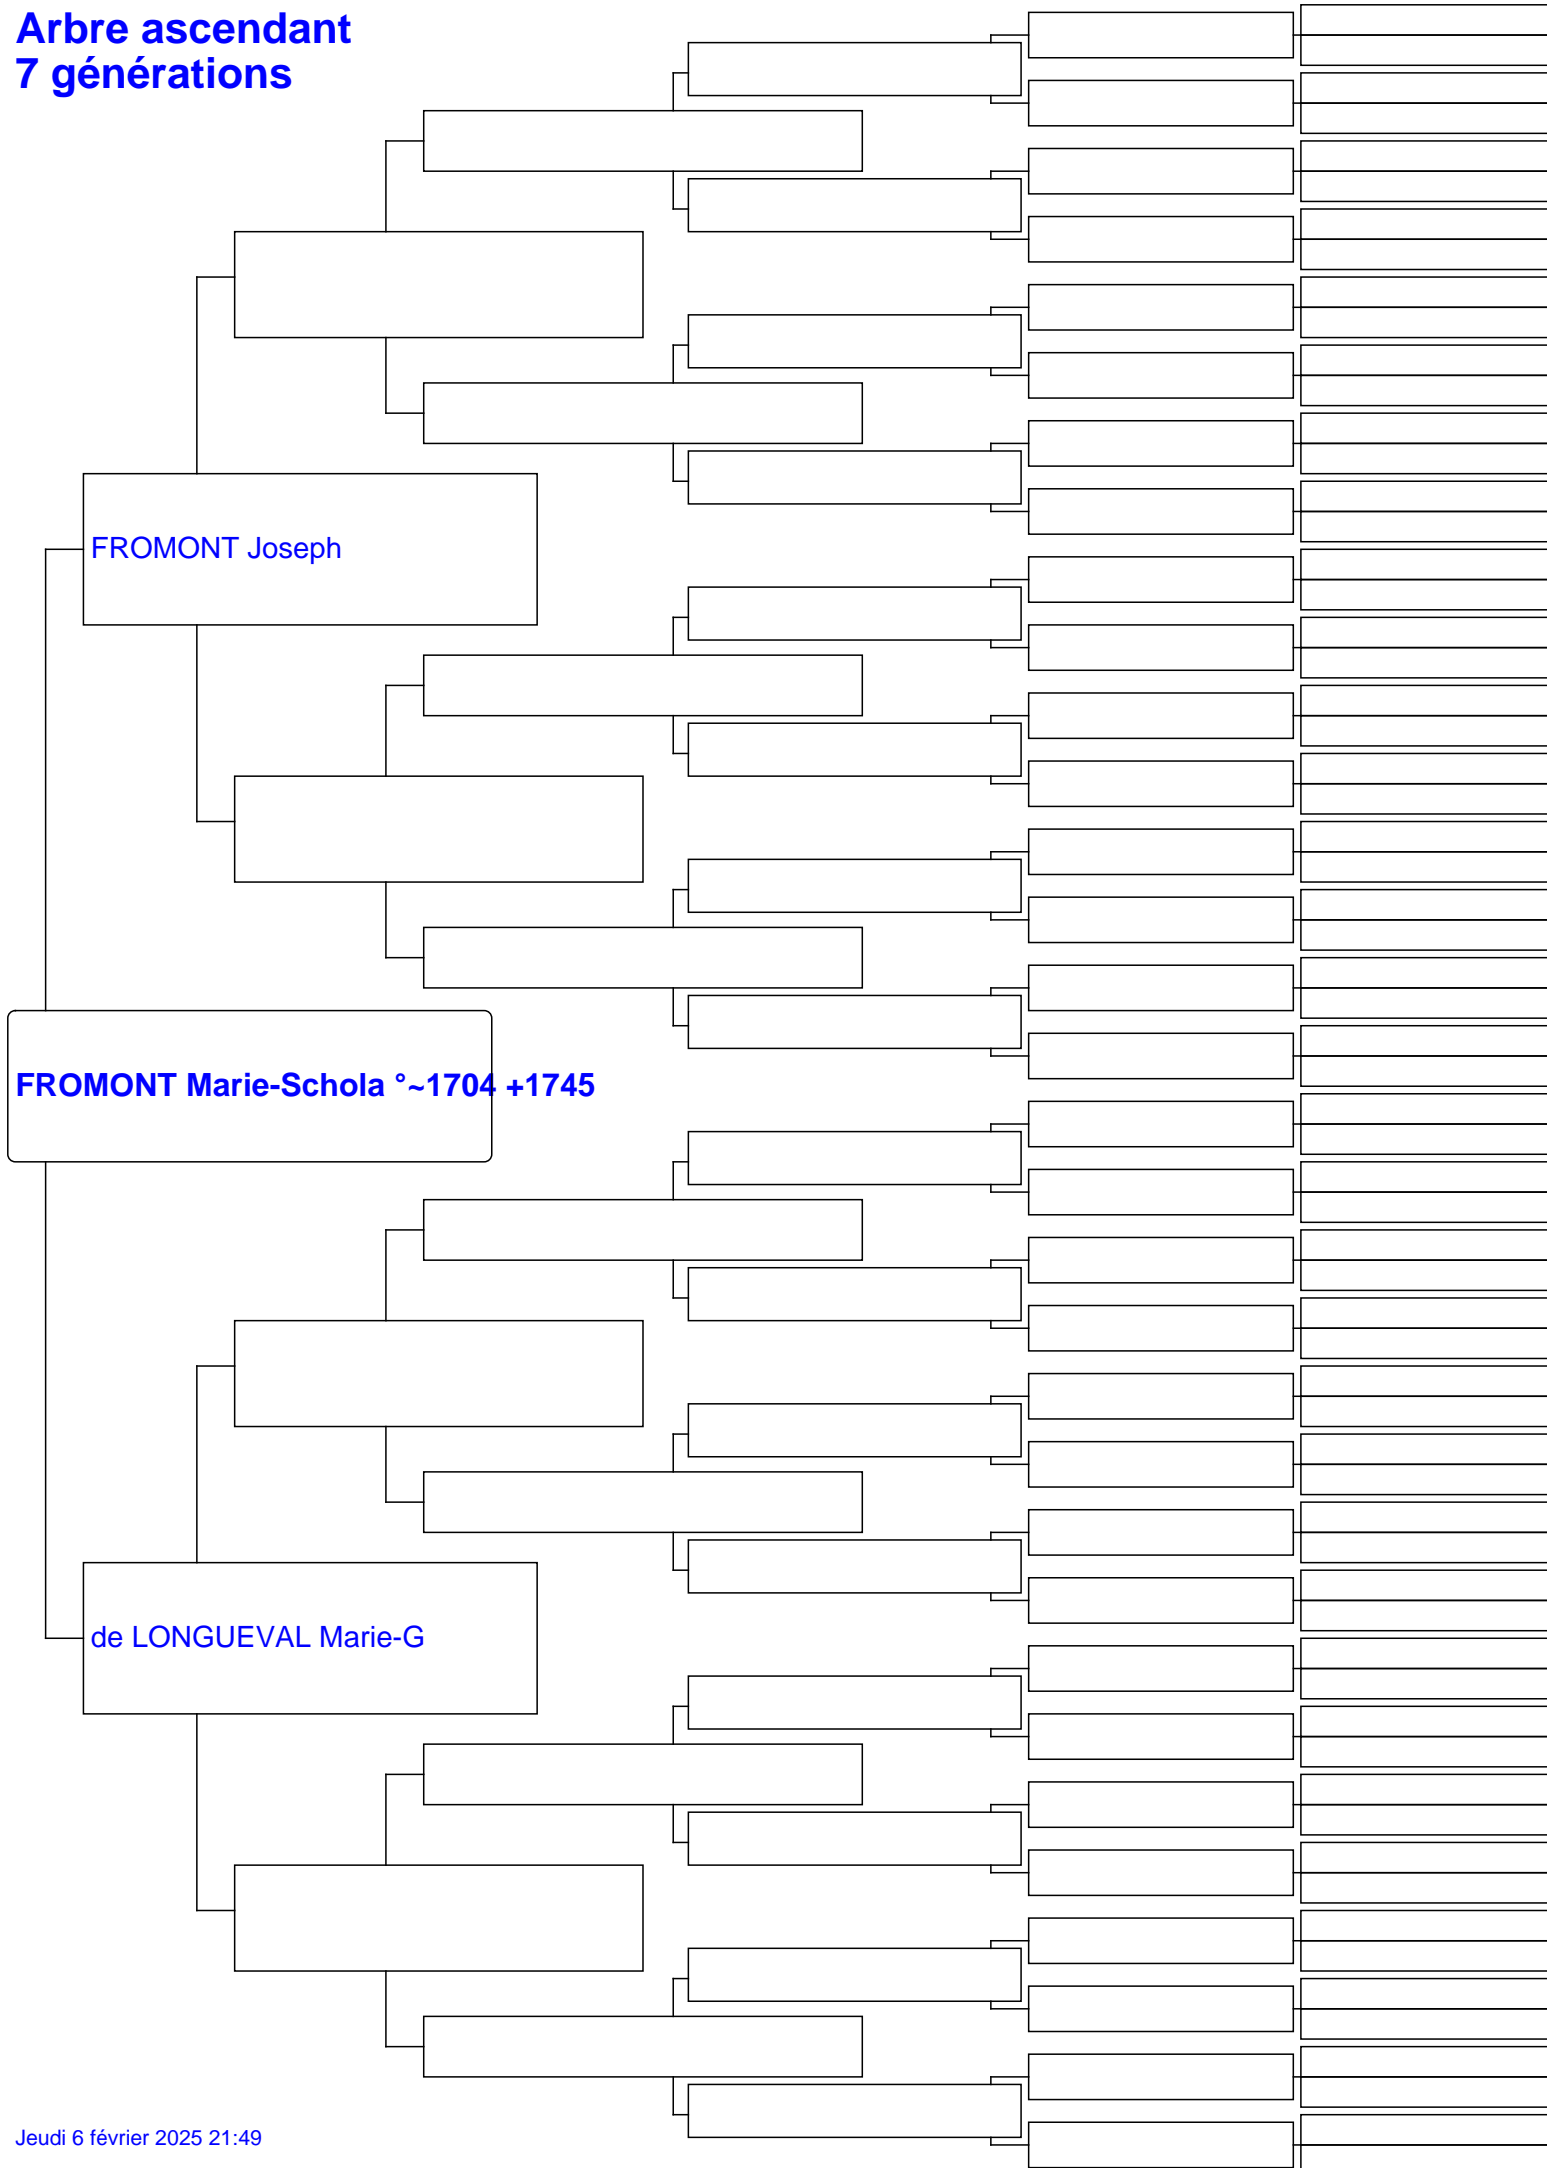 Arbre ascendant
7 générations
FROMONT Joseph
FROMONT Marie-Schola °~1704 +1745
de LONGUEVAL Marie-G
Jeudi 6 février 2025 21:49